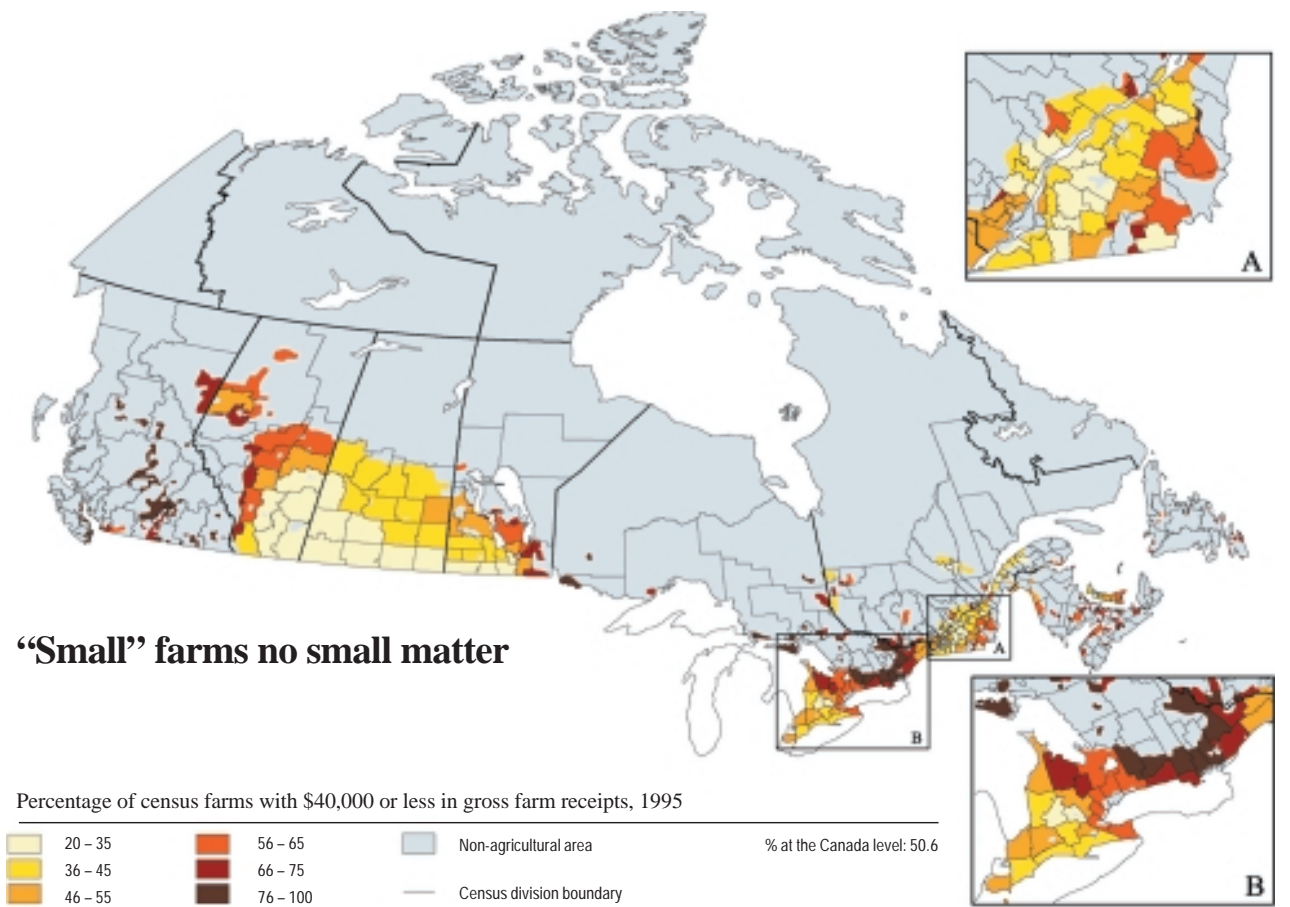 A
A
B
“Small” farms no small matter
B
Percentage of census farms with $40,000 or less in gross farm receipts, 1995
20 – 35
56 – 65
Non-agricultural area
% at the Canada level: 50.6
36 – 45
66 – 75
46 – 55
76 – 100
Census division boundary